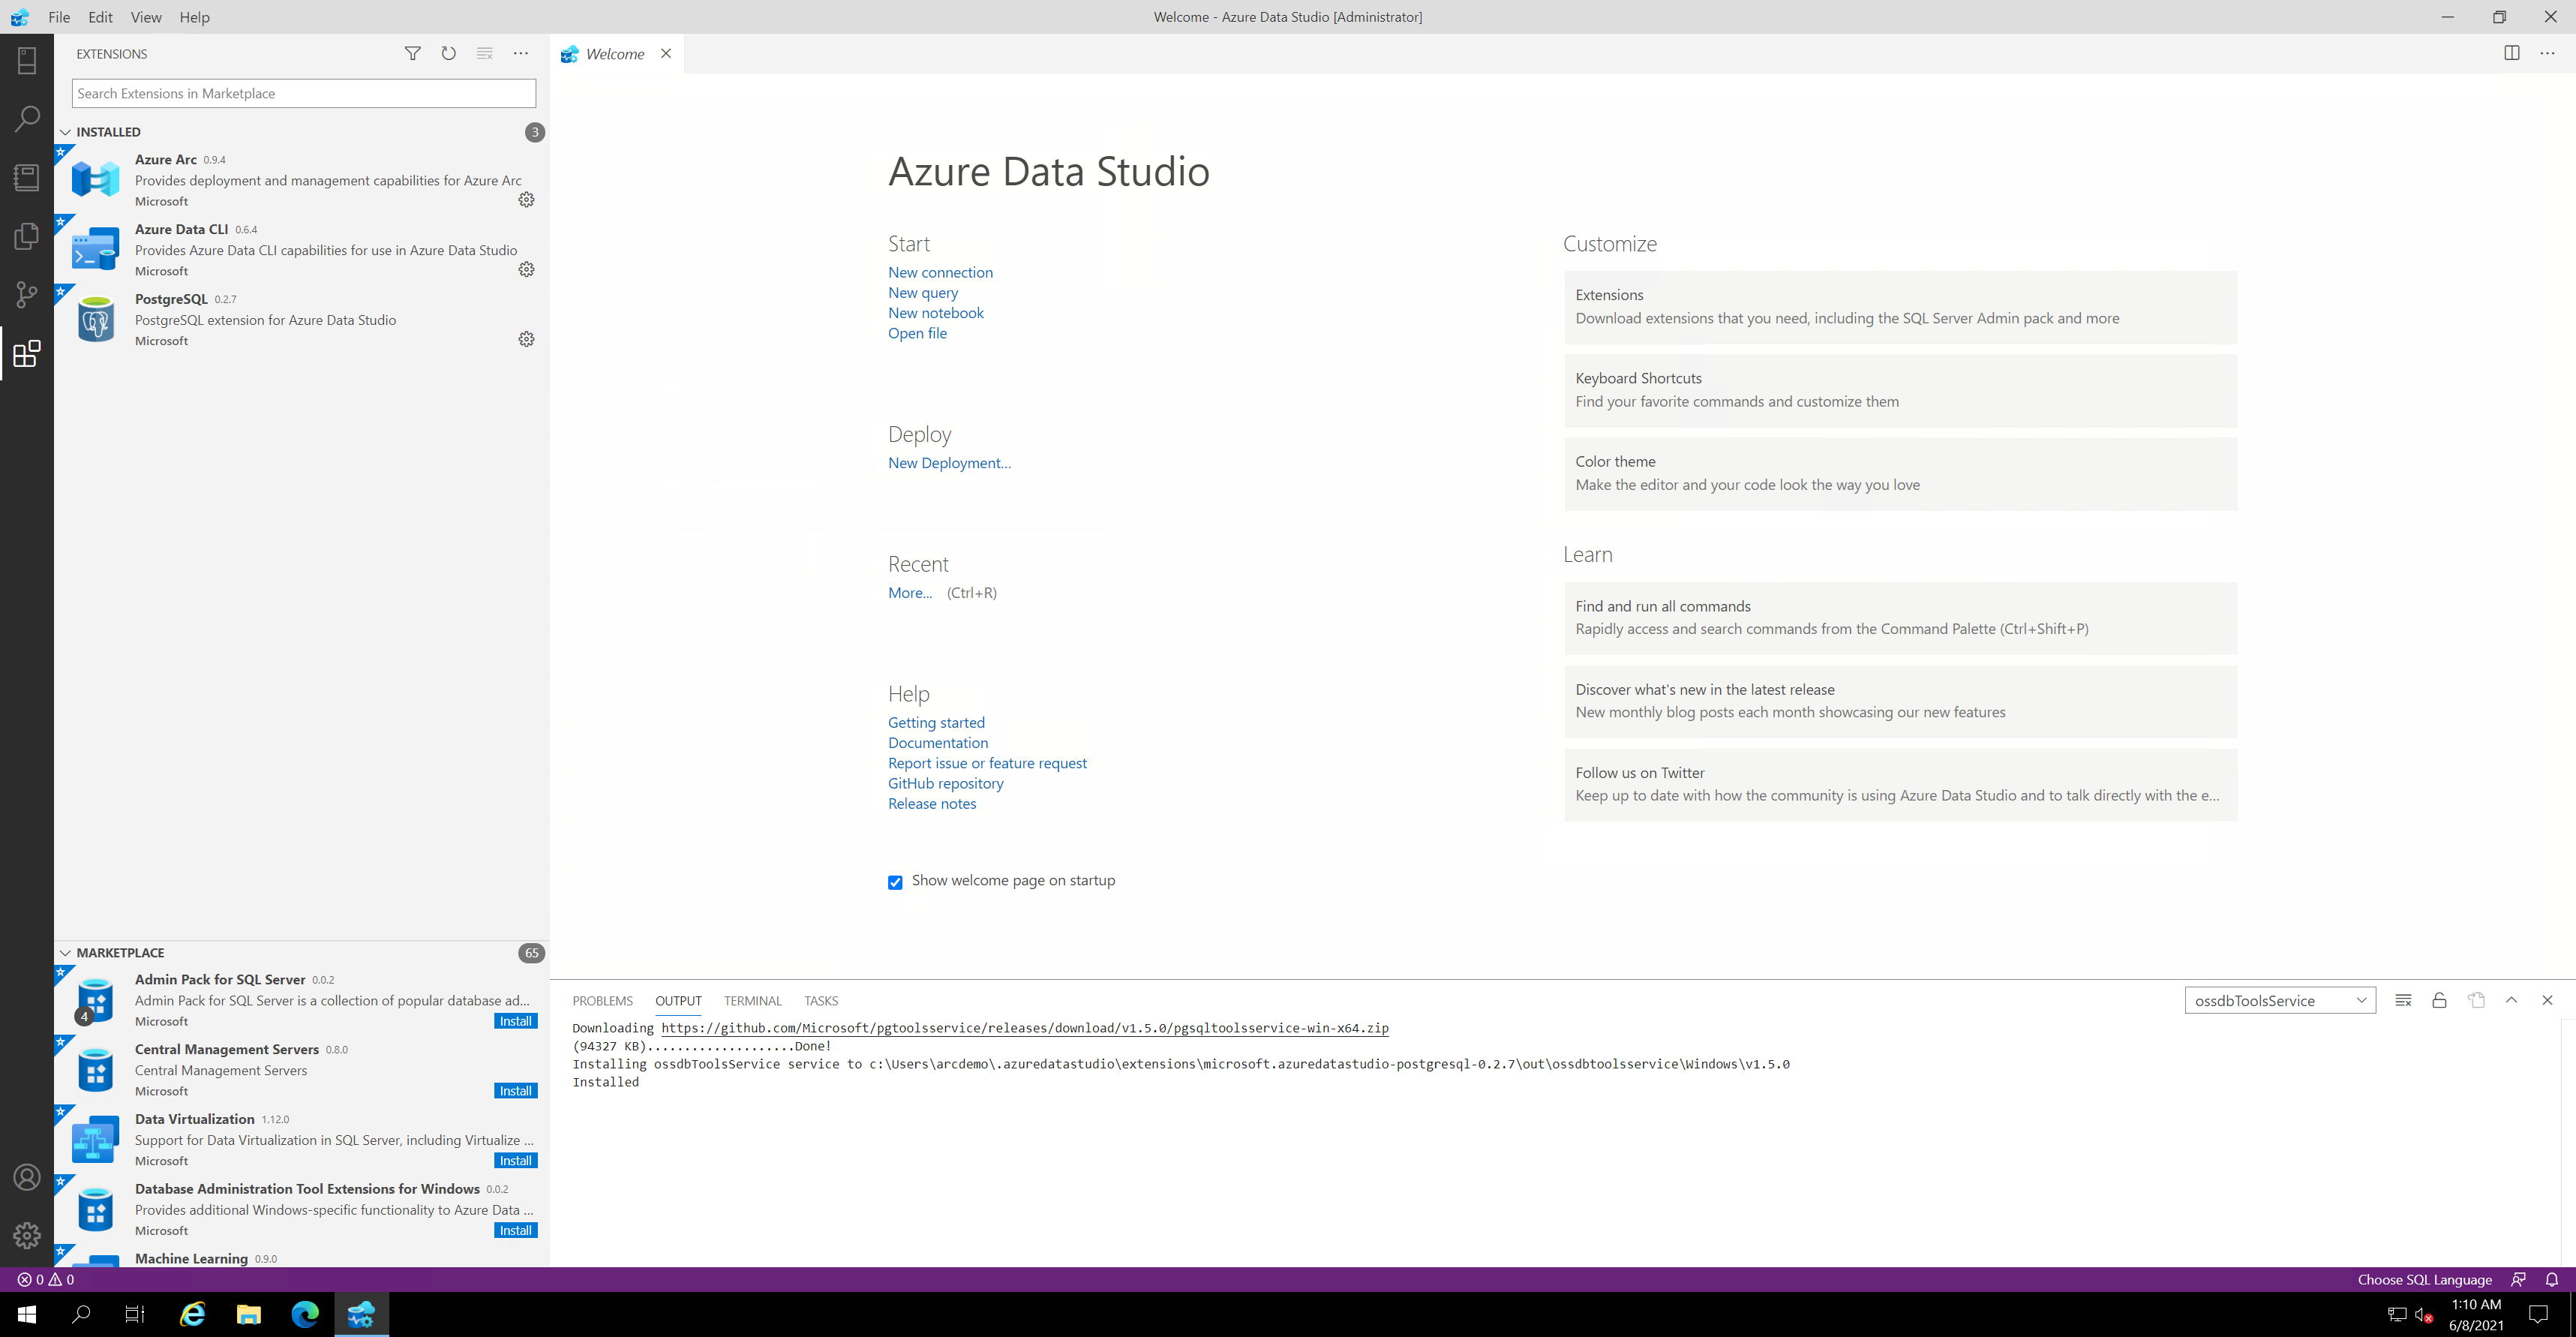 File Edit View Help
Welcome - Azure Data Studio [Administrator]
EXTENSIONS
Search Extensions in Marketplace
INSTALLED 3
Azure Arc 0.9.4
Provides deployment and management capabilities for Azure Arc
Microsoft
Azure Data CLI 0.6.4
Provides Azure Data CLI capabilities for use in Azure Data Studio
Microsoft
PostgreSQL 0.2.7
PostgreSQL extension for Azure Data Studio
Microsoft
MARKETPLACE 65
Admin Pack for SQL Server 0.0.2
Admin Pack for SQL Server is a collection of popular database ad...
4
Microsoft Install
Central Management Servers 0.8.0
Central Management Servers
Microsoft Install
Data Virtualization 1.12.0
Support for Data Virtualization in SQL Server, including Virtualize ...
Microsoft Install
Database Administration Tool Extensions for Windows 0.0.2
Provides additional Windows-specific functionality to Azure Data ...
Microsoft Install
Machine Learning 0.9.0
Welcome
Azure Data Studio
Start
New connection
New query
New notebook
Open file
Deploy
New Deployment...
Recent
More... (Ctrl+R)
Help
Getting started
Documentation
Report issue or feature request
GitHub repository
Release notes
Show welcome page on startup
Customize
Extensions
Download extensions that you need, including the SQL Server Admin pack and more
Keyboard Shortcuts
Find your favorite commands and customize them
Color theme
Make the editor and your code look the way you love
Learn
Find and run all commands
Rapidly access and search commands from the Command Palette (Ctrl+Shift+P)
Discover what's new in the latest release
New monthly blog posts each month showcasing our new features
Follow us on Twitter
Keep up to date with how the community is using Azure Data Studio and to talk directly with the e...
PROBLEMS OUTPUT TERMINAL TASKS
ossdbToolsService
Downloading https://github.com/Microsoft/pgtoolsservice/releases/download/v1.5.0/pgsqltoolsservice-win-x64.zip
(94327 KB)....................Done!
Installing ossdbToolsService service to c:\Users\arcdemo\.azuredatastudio\extensions\microsoft.azuredatastudio-postgresql-0.2.7\out\ossdbtoolsservice\Windows\v1.5.0
Installed
0 0
Choose SQL Language
1:10 AM
6/8/2021